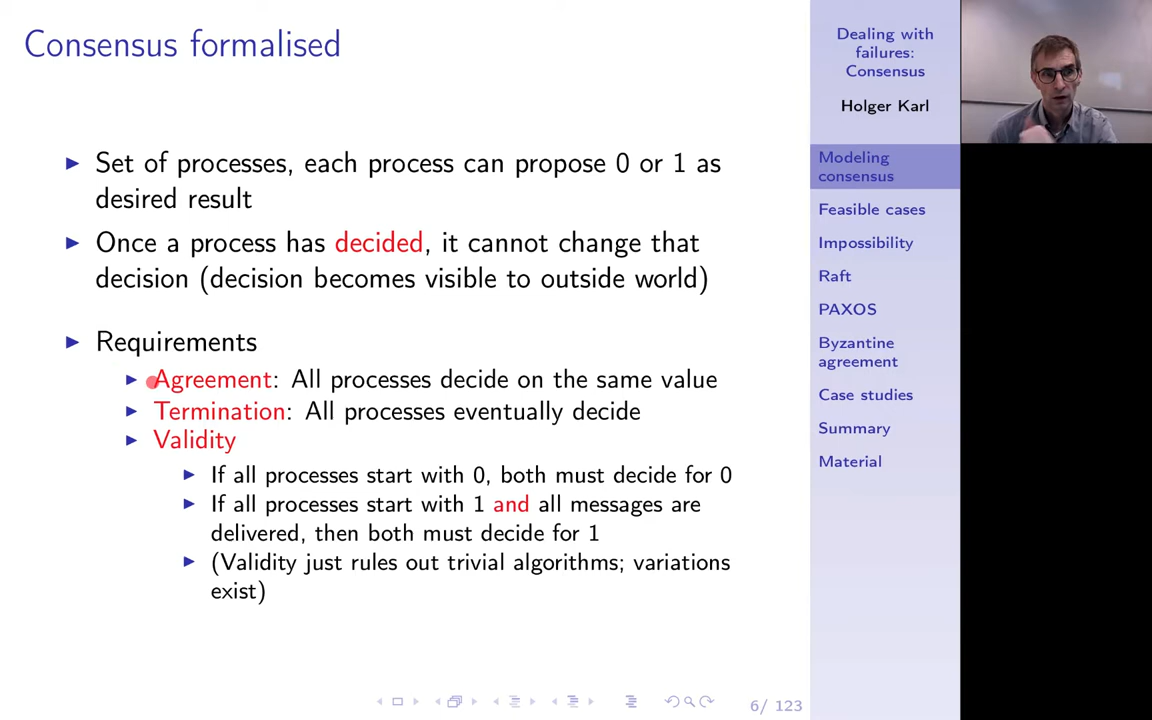 Consensus formalised
Set of processes, each process can propose 0 or 1 as
desired result
Once a process has decided, it cannot change that
decision (decision becomes visible to outside world)
Requirements
Agreement: All processes decide on the same value
Termination: All processes eventually decide
Validity
If all processes start with 0, both must decide for 0
If all processes start with 1 and all messages are
delivered, then both must decide for 1
(Validity just rules out trivial algorithms; variations
exist)
6/ 123
Dealing with
failures:
Consensus
Holger Karl
Modeling
consensus
Feasible cases
Impossibility
Raft
PAXOS
Byzantine
agreement
Case studies
Summary
Material